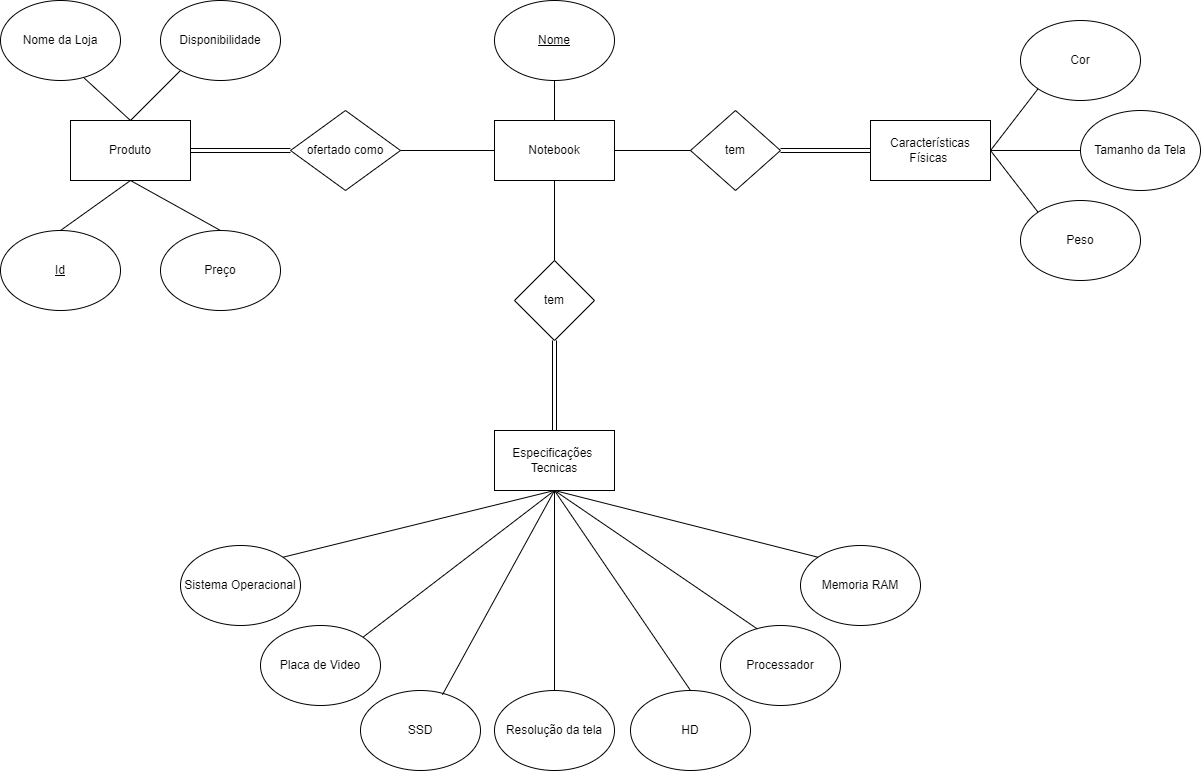 Nome da Loja
Disponibilidade
Nome
Cor
Produto
ofertado como
Notebook
tem
Características
Físicas
Tamanho da Tela
Id
Preço
Peso
tem
Especificações
Tecnicas
Sistema Operacional
Memoria RAM
Placa de Video
Processador
SSD
Resolução da tela
HD